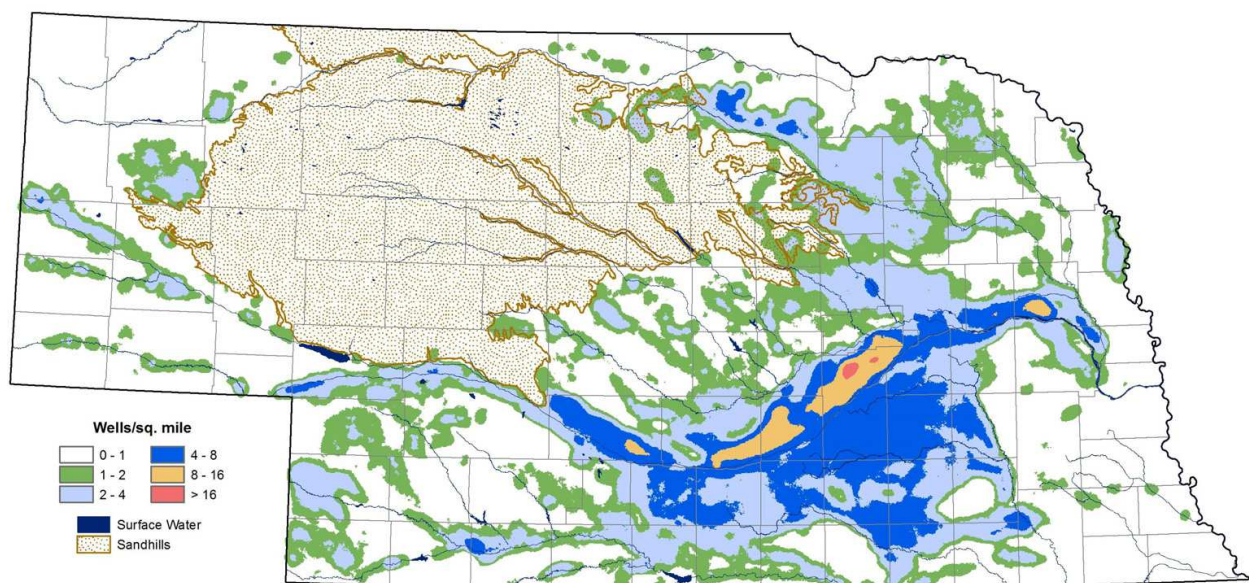 Wells/sq. mile
0 - 1
4 - 8
1 - 2
8 - 16
2 - 4
> 16
Surface Water
Sandhills